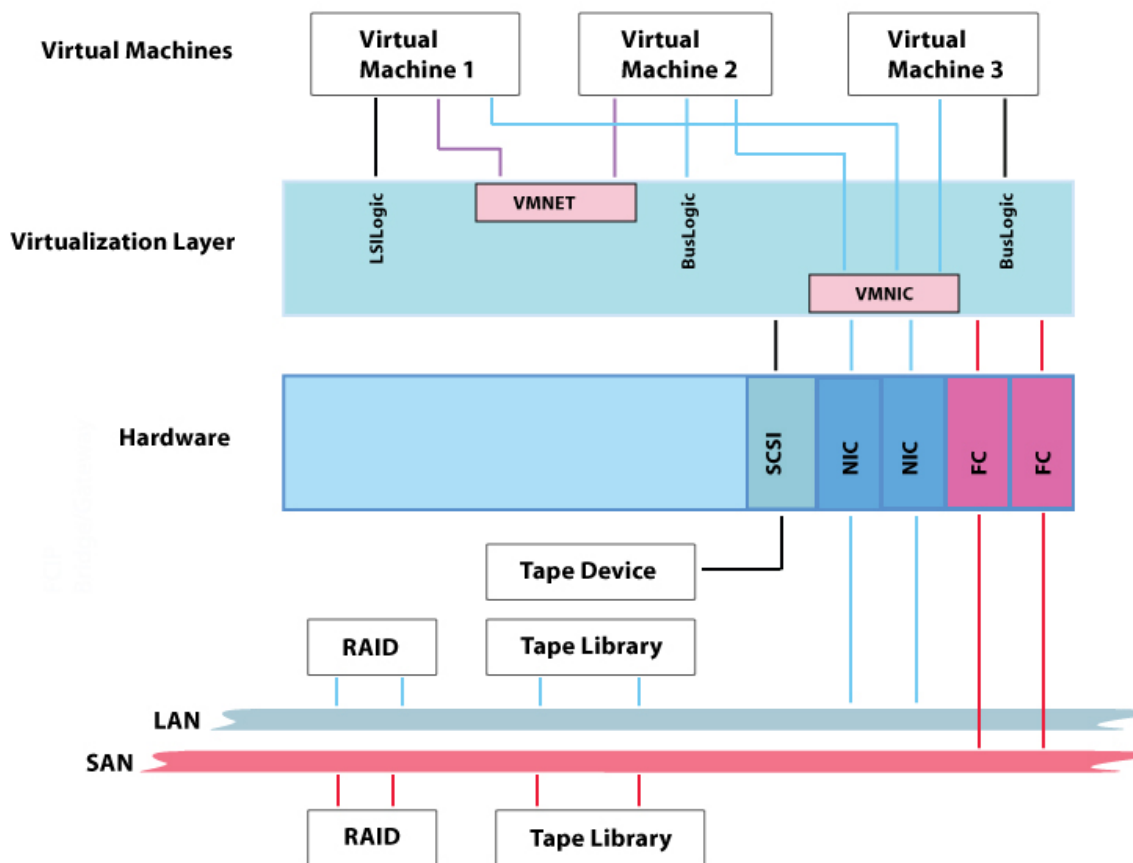 Virtual Machines
Virtual
Machine 1
Virtual
Machine 2
Virtual
Machine 3
Virtualization Layer
LSILogic
VMNET
BusLogic
BusLogic
VMNIC
Hardware
SCSI
NIC
NIC
FC
FC
Tape Device
RAID
Tape Library
LAN
SAN
RAID
Tape Library